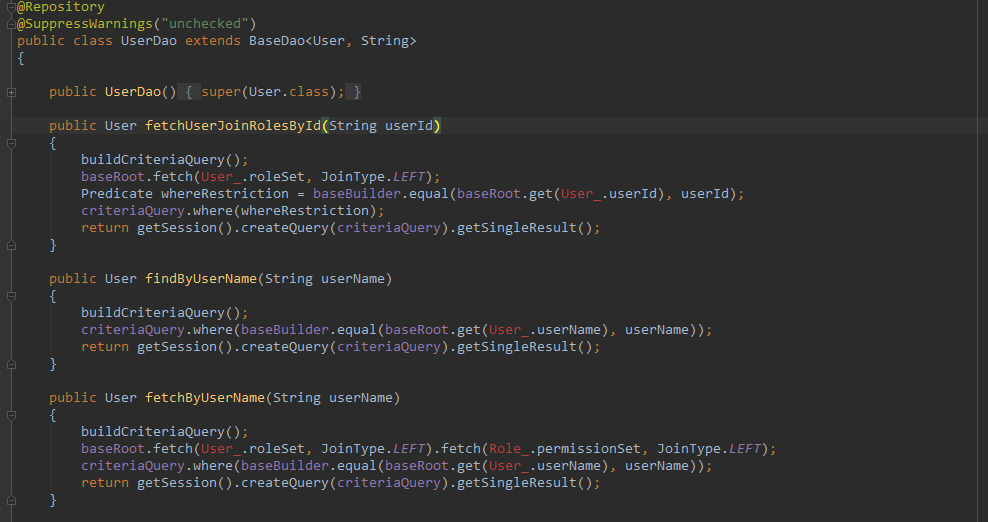 @Repository
@SuppressWarnings("unchecked")
public class UserDao extends BaseDao<User, String>
{
public UserDao() { super(User.class); }
public User fetchUserJoinRolesById(String userId)
{
buildCriteriaQuery();
baseRoot.fetch(User_.roleSet, JoinType.LEFT);
Predicate whereRestriction = baseBuilder.equal(baseRoot.get(User_.userId), userId);
criteriaQuery.where(whereRestriction);
return getSession().createQuery(criteriaQuery).getSingleResult();
}
public User findByUserName(String userName)
{
buildCriteriaQuery();
criteriaQuery.where(baseBuilder.equal(baseRoot.get(User_.userName), userName));
return getSession().createQuery(criteriaQuery).getSingleResult();
}
public User fetchByUserName(String userName)
{
buildCriteriaQuery();
baseRoot.fetch(User_.roleSet, JoinType.LEFT).fetch(Role_.permissionSet, JoinType.LEFT);
criteriaQuery.where(baseBuilder.equal(baseRoot.get(User_.userName), userName));
return getSession().createQuery(criteriaQuery).getSingleResult();
}